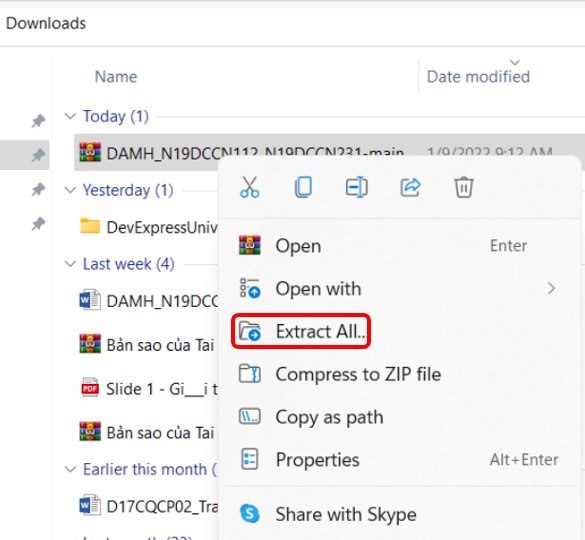 Downloads
Name Date modified
Today (1)
DAMH_N19DCCN112_N19DCCN231-main 1/9/2022 9:12 AM
Yesterday (1)
DevExpressUniv
Open Enter
Last week (4)
Open with
DAMH_N19DCC
Bản sao của Tai
Extract All...
Slide 1 - Gi___i t
Compress to ZIP file
Bản sao của Tai
Copy as path
Earlier this month (
Properties Alt+Enter
D17CQCP02_Tra
Share with Skype